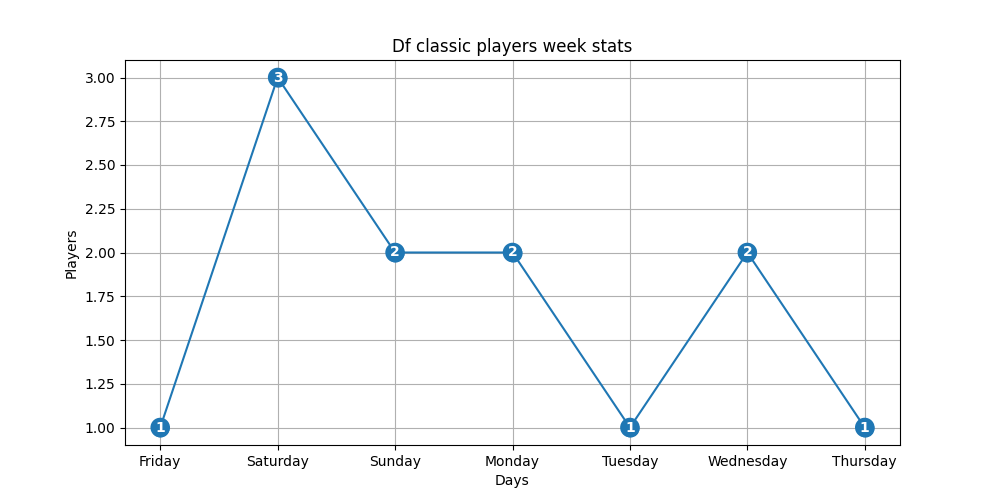 Df classic players week stats
3.00
2.75
2.50
2.25
2.00
1.75
1.50
1.25
1.00
Players
3
2
2
2
1
1
1
Friday
Saturday
Sunday
Monday
Tuesday
Wednesday
Thursday
Days